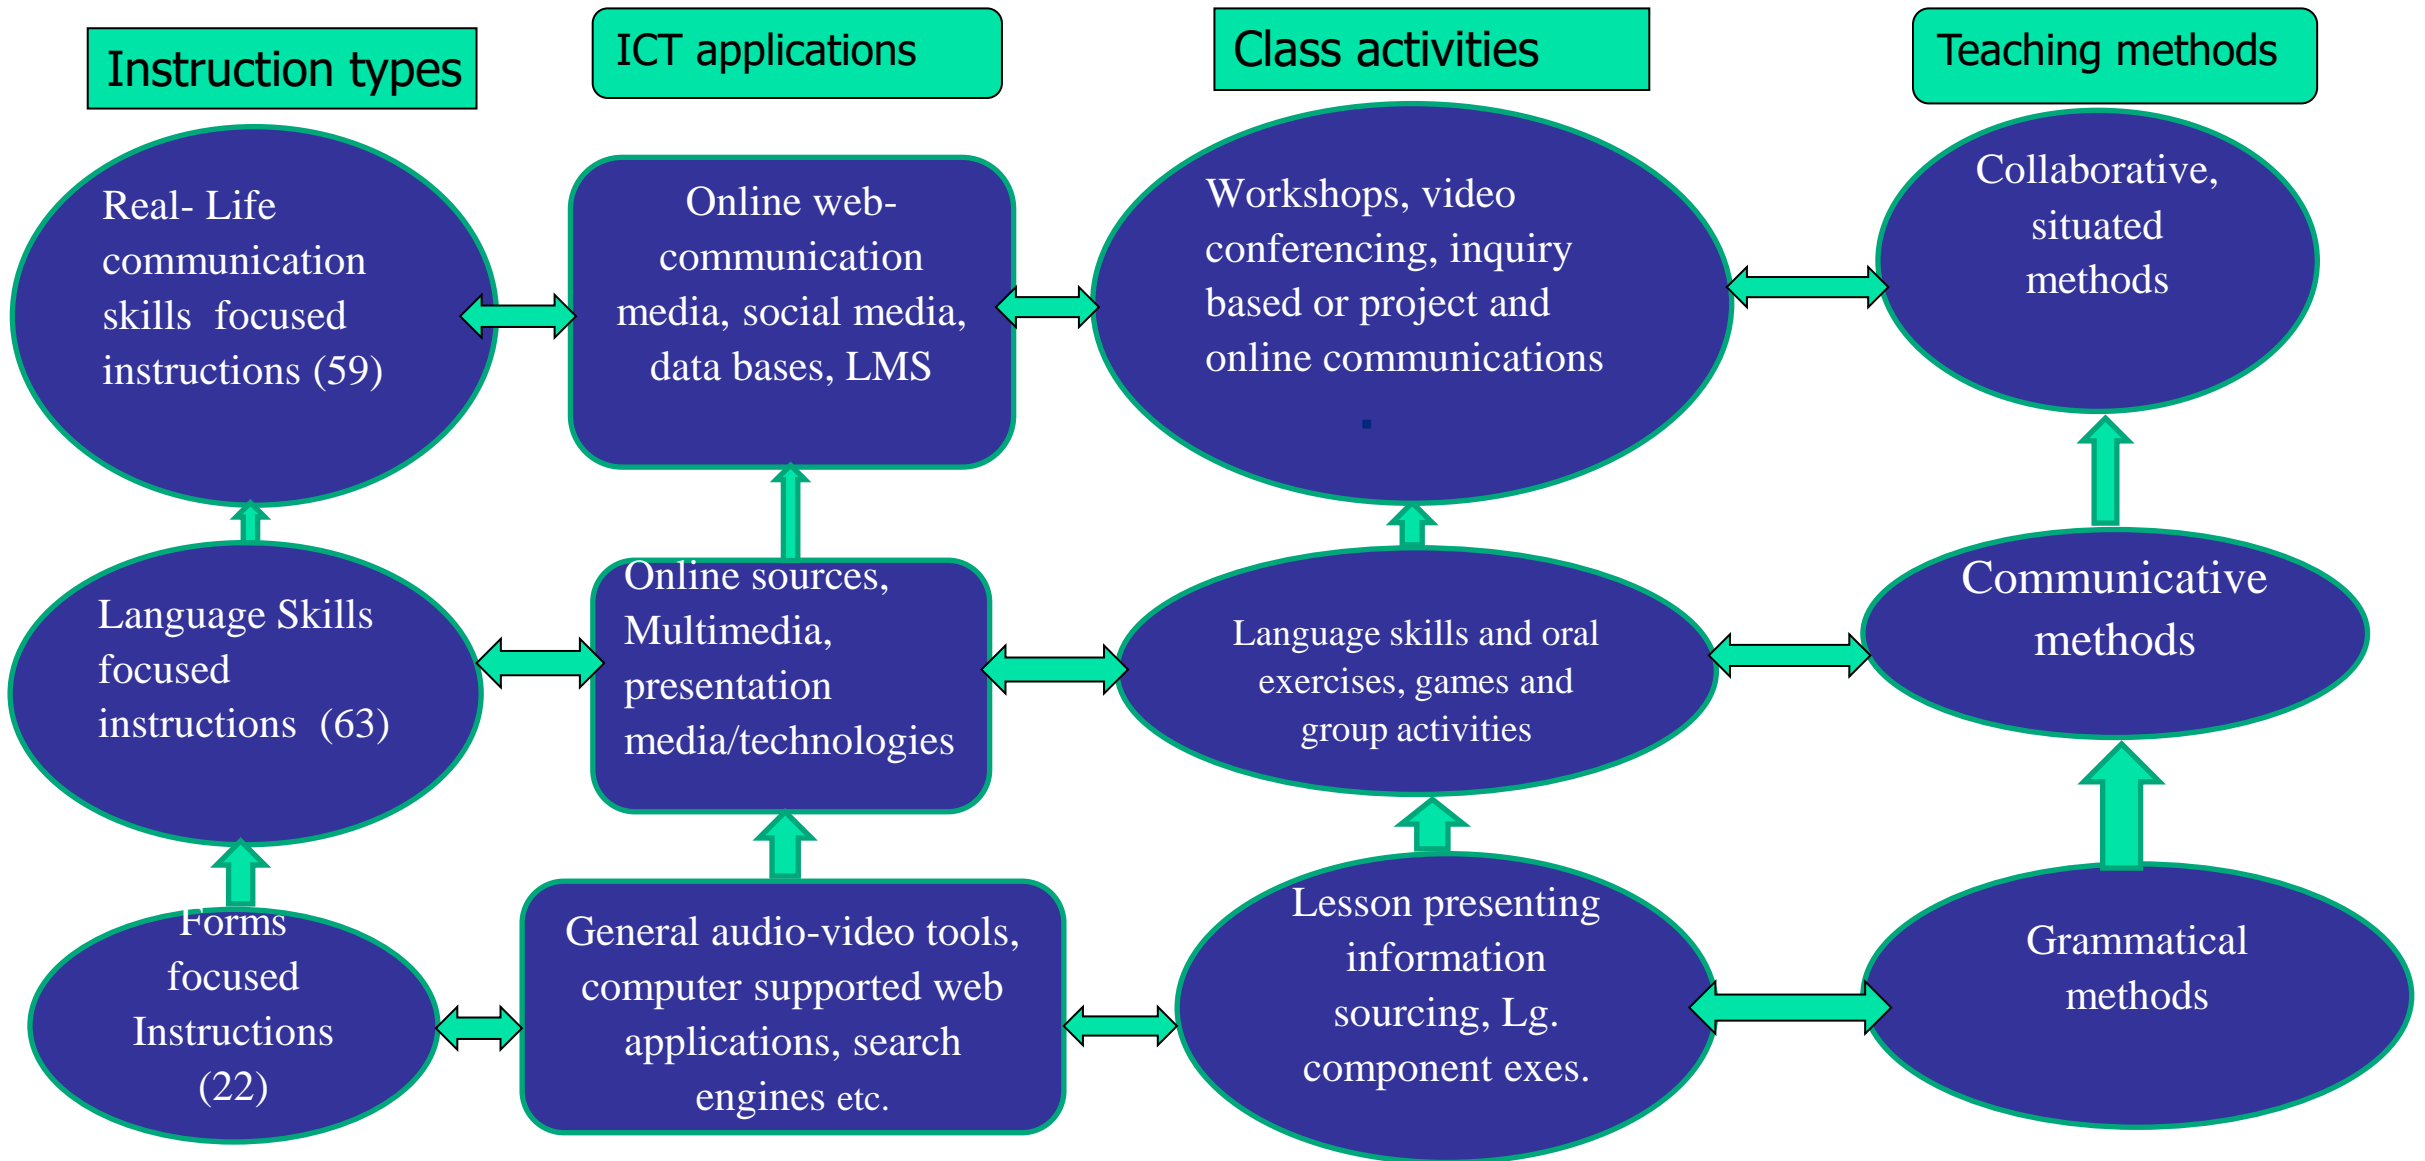 Instruction types
ICT applications
Class activities
Teaching methods
Real- Life
communication
skills  focused
instructions (59)
Online web-
communication
media, social media,
data bases, LMS
Workshops, video
conferencing, inquiry
based or project and
online communications
Collaborative,
situated
methods
Language Skills
focused
instructions  (63)
Online sources,
Multimedia,
presentation
media/technologies
Language skills and oral
exercises, games and
group activities
Communicative
methods
Forms
focused
Instructions
(22)
General audio-video tools,
computer supported web
applications, search
engines etc.
Lesson presenting
information
sourcing, Lg.
component exes.
Grammatical
methods